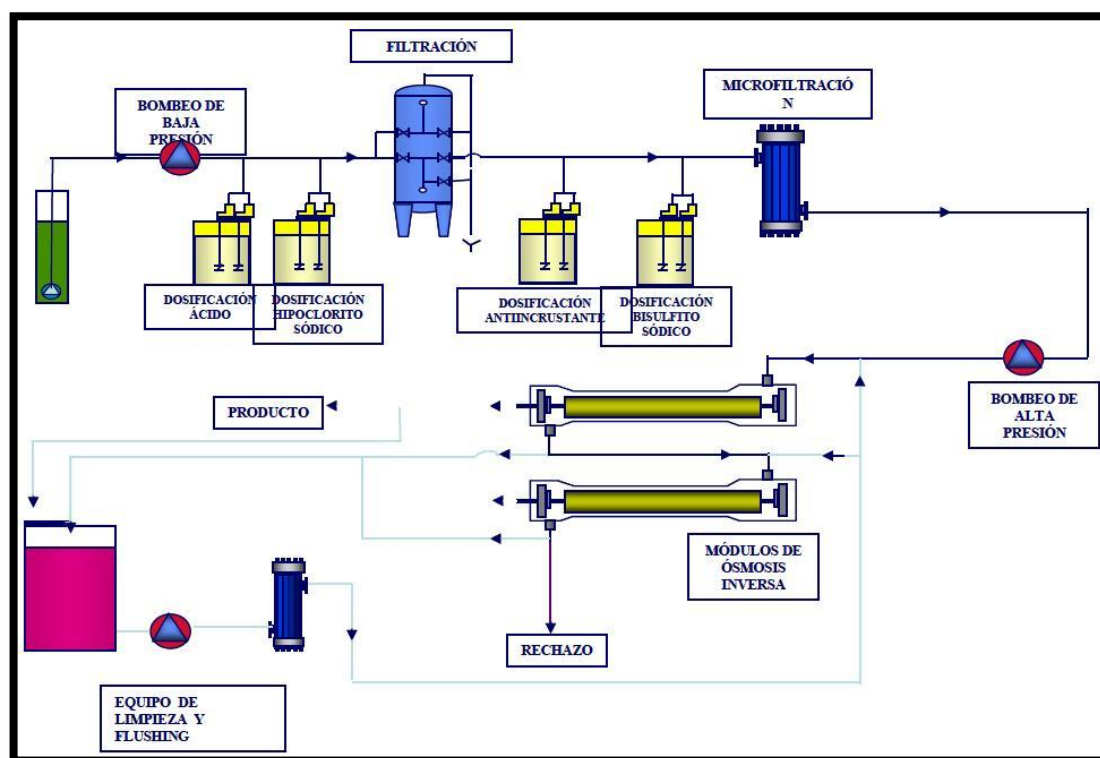 FILTRACIÓN
MICROFILTRACIÓ
N
BOMBEO DE
BAJA
PRESIÓN
DOSIFICACIÓN
ÁCIDO
DOSIFICACIÓN
HIPOCLORITO
SÓDICO
DOSIFICACIÓN
ANTIINCRUSTANTE
DOSIFICACIÓN
BISULFITO
SÓDICO
BOMBEO DE
ALTA
PRESIÓN
PRODUCTO
MÓDULOS DE
ÓSMOSIS
INVERSA
RECHAZO
EQUIPO DE
LIMPIEZA Y
FLUSHING